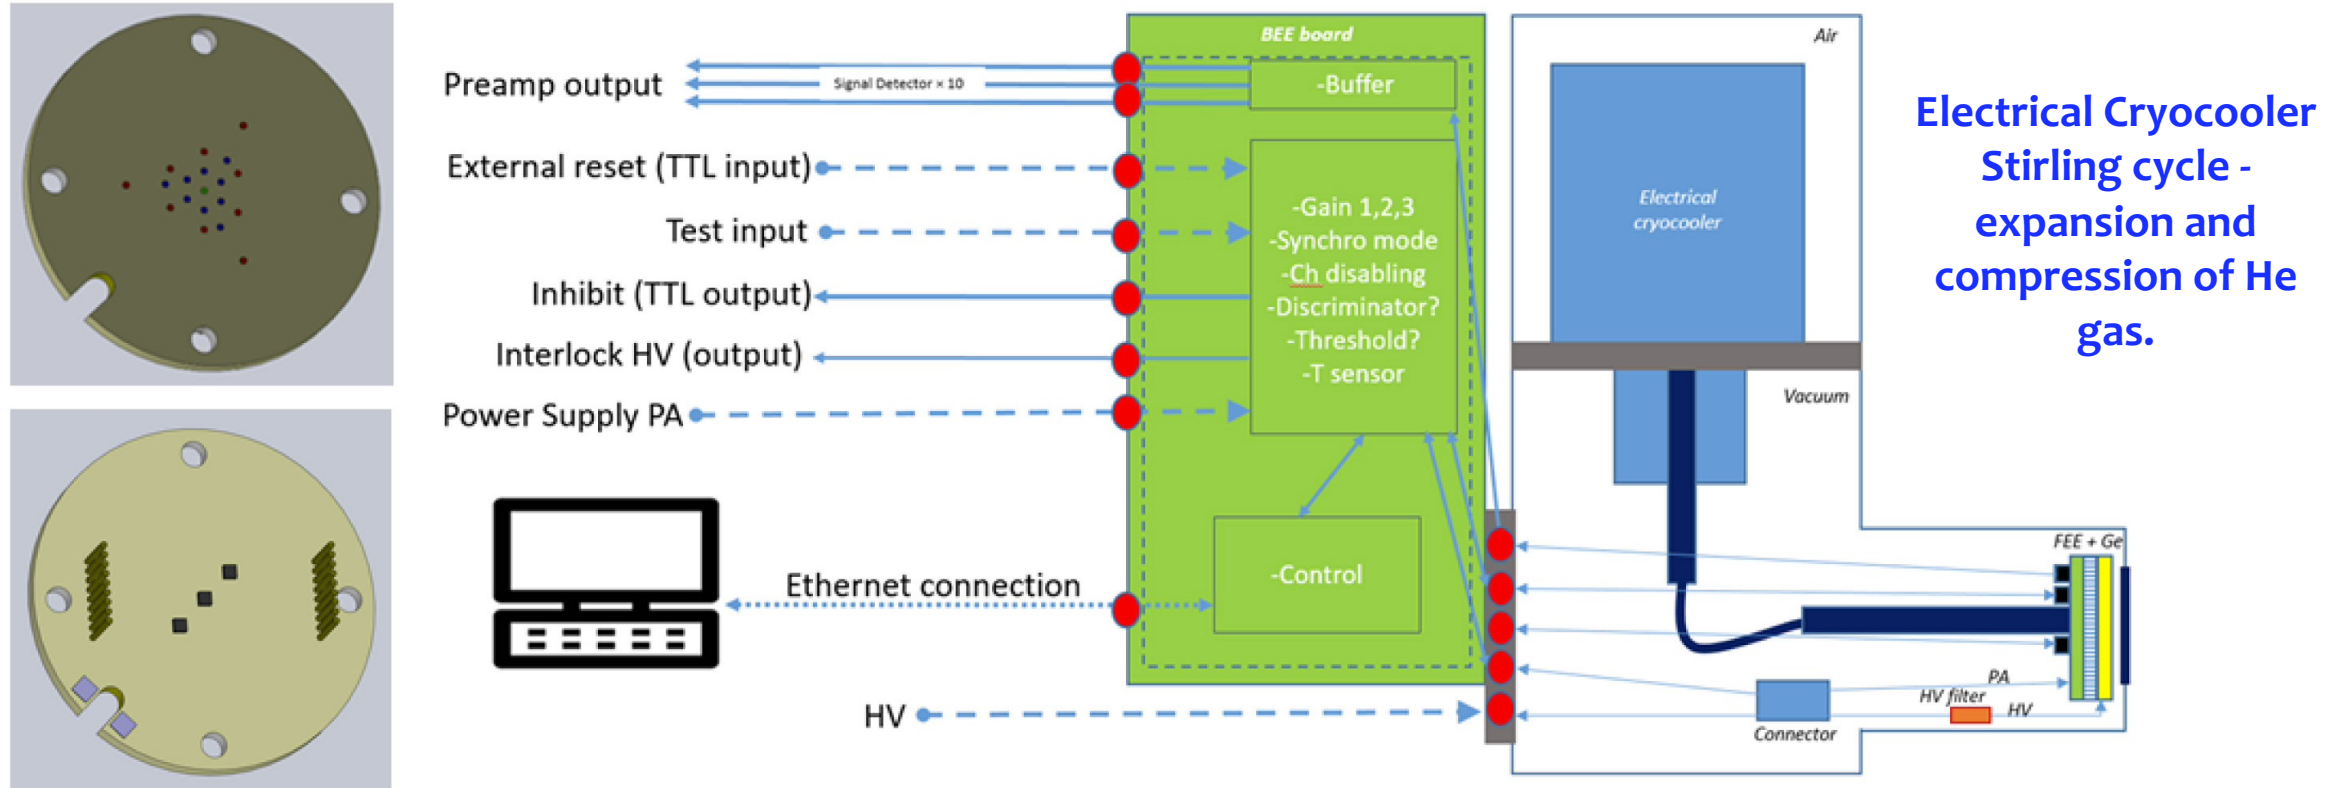 BEE board
Air
Preamp output
Signal Detector × 10
-Buffer
External reset (TTL input)
Test input
Inhibit (TTL output)
Interlock HV (output)
Power Supply PA
-Gain 1,2,3
-Synchro mode
-Ch disabling
-Discriminator?
-Threshold?
-T sensor
Electrical
cryocooler
Electrical Cryocooler
Stirling cycle -
expansion and
compression of He
gas.
Vacuum
FEE + Ge
Ethernet connection
-Control
PA
HV filter
HV
Connector
HV